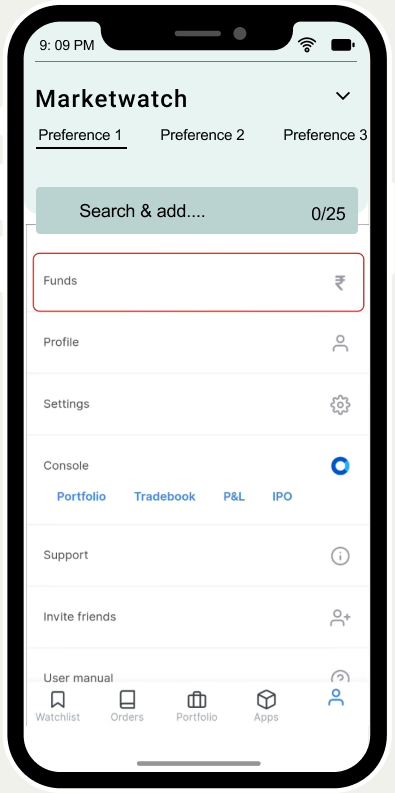 9: 09 PM
Marketwatch
Preference 1 Preference 2 Preference 3
Search & add.... 0/25
Funds ₹
Profile
Settings
Console
Portfolio Tradebook P&L IPO
Support
Invite friends
User manual
Watchlist Orders Portfolio Apps